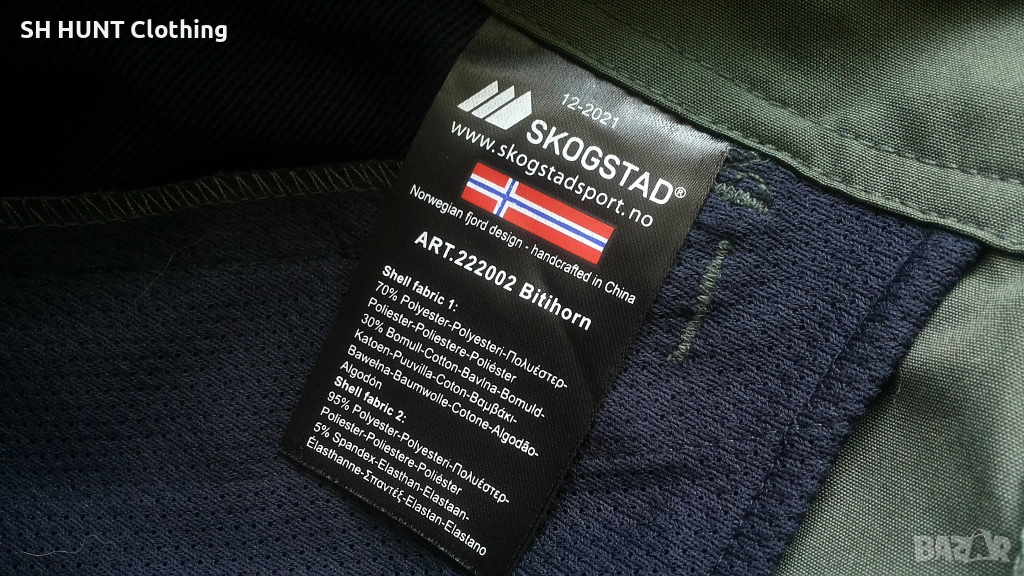 SH HUNT Clothing
12-2021
SKOGSTAD®
www.skogstadsport.no
Norwegian fjord design - handcrafted in China
ART.222002 Bitihorn
Shell fabric 1:
70% Polyester-Polyesteri-Πολυέστερ-
Poliester-Poliestere-Poliéster
30% Bomull-Cotton-Bavlna-Bomuld-
Katoen-Puuvilla-Coton-Βαμβάκι-
Bawełna-Baumwolle-Cotone-Algodão-
Algodón
Shell fabric 2:
95% Polyester-Polyesteri-Πολυέστερ-
Poliester-Poliestere-Poliéster
5% Spandex-Elasthan-Elastaan-
Élasthanne-Σπαντέξ-Elastan-Elastano
BAZAR